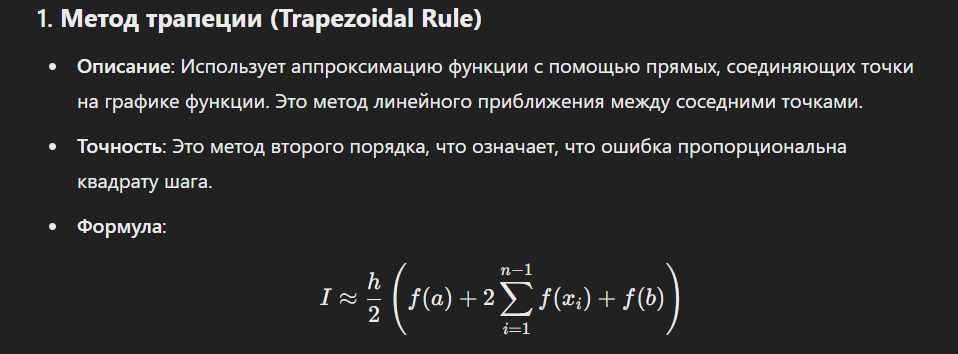 1. Метод трапеции (Trapezoidal Rule)
• Описание: Использует аппроксимацию функции с помощью прямых, соединяющих точки
на графике функции. Это метод линейного приближения между соседними точками.
• Точность: Это метод второго порядка, что означает, что ошибка пропорциональна
квадрату шага.
• Формула:
I ≈ \frac{h}{2} \left( f(a) + 2 \sum_{i=1}^{n-1} f(x_i) + f(b) \right)